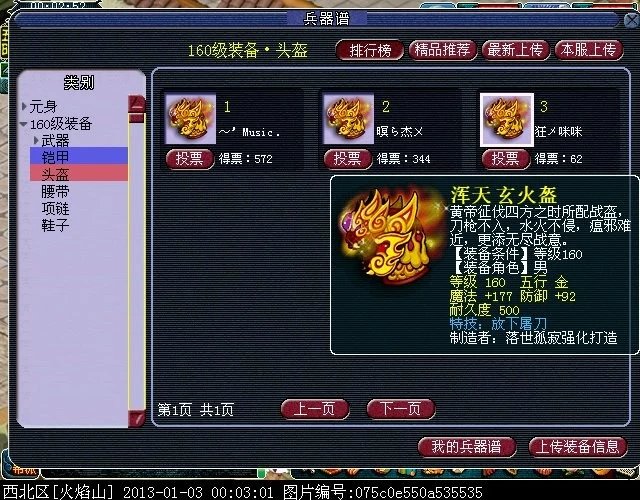 兵器谱
160级装备·头盔
排行榜
精品推荐
最新上传
本服上传
类别
元身
160级装备
武器
铠甲
头盔
腰带
项链
鞋子
1
～’Music.
投票
得票：572
2
暝ら杰メ
投票
得票：344
3
狂メ咪咪
投票
得票：62
浑天玄火盔
黄帝征伐四方之时所配战盔，
刀枪不入，水火不侵，瘟邪难
近，更添无尽战意。
【装备条件】等级160
【装备角色】男
等级 160 五行 金
魔法 +177 防御 +92
耐久度 500
特技：放下屠刀
制造者：落世孤寂强化打造
第1页 共1页
上一页
下一页
我的兵器谱
上传装备信息
西北区[火焰山] 2013-01-03 00:03:01 图片编号:075c0e550a535535